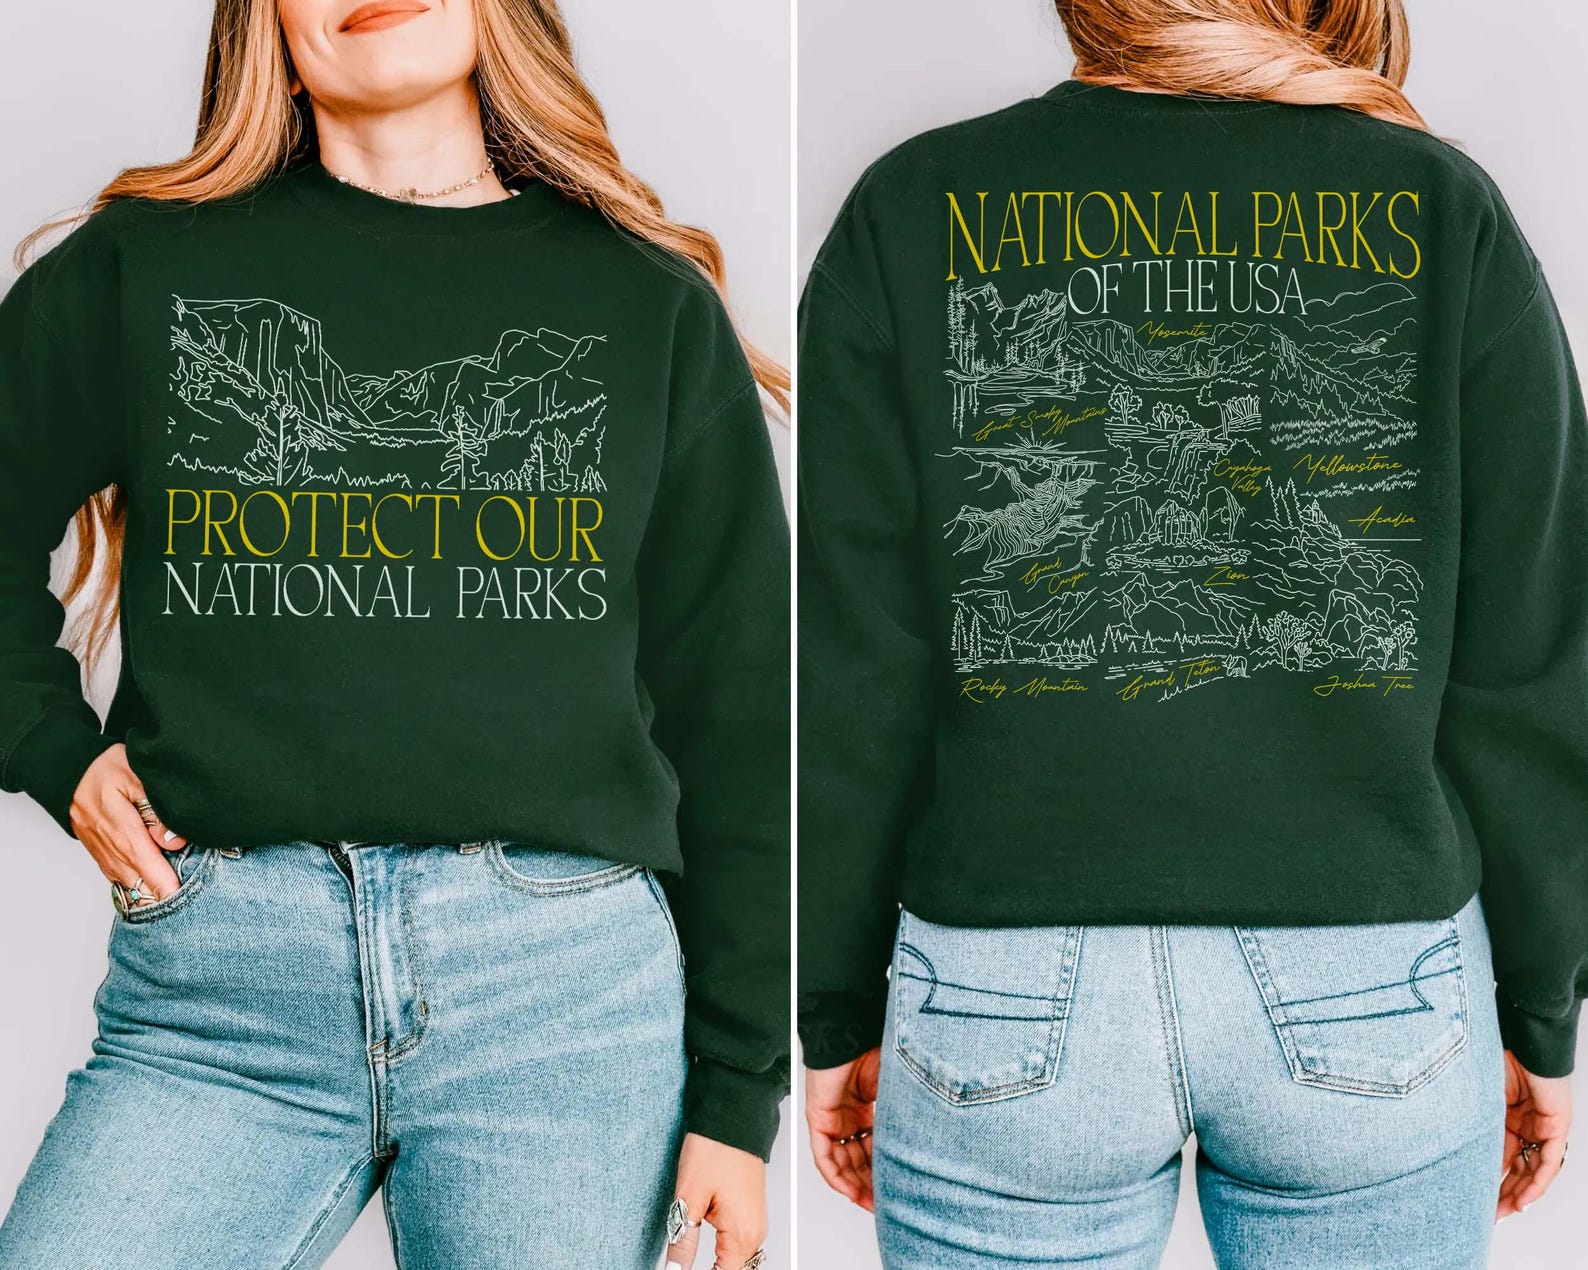 PROTECT OUR
NATIONAL PARKS
NATIONAL PARKS
OF THE USA
Yosemite
Great Smoky
Mountains
Cuyahoga
Valley
Yellowstone
Acadia
Grand
Canyon
Zion
Rocky Mountain
Grand Teton
Joshua Tree